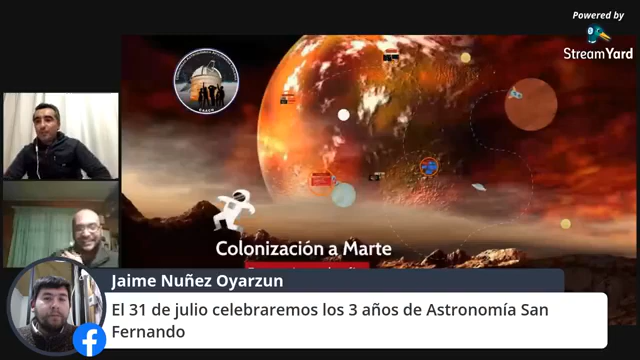 Powered by
StreamYard
Colonización a Marte
Jaime Nuñez Oyarzun
El 31 de julio celebraremos los 3 años de Astronomía San
Fernando